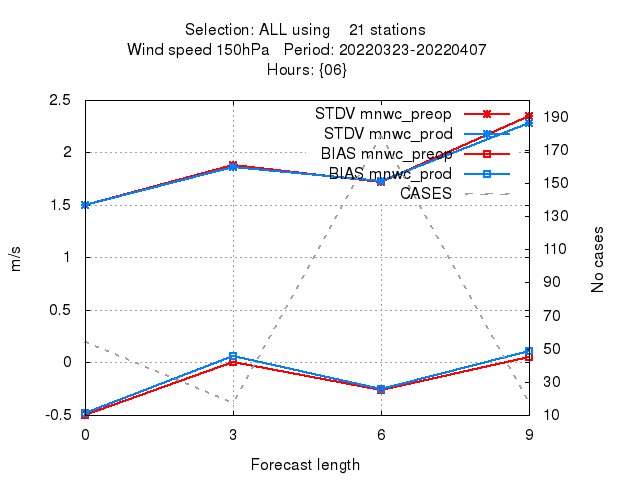 Selection: ALL using    21 stations
Wind speed 150hPa   Period: 20220323-20220407
Hours: {06}
STDV mnwc_preop
STDV mnwc_prod
BIAS mnwc_preop
BIAS mnwc_prod
CASES
2.5
2
1.5
1
0.5
0
-0.5
m/s
190
170
150
130
110
90
70
50
30
10
No cases
0 3 6 9
Forecast length